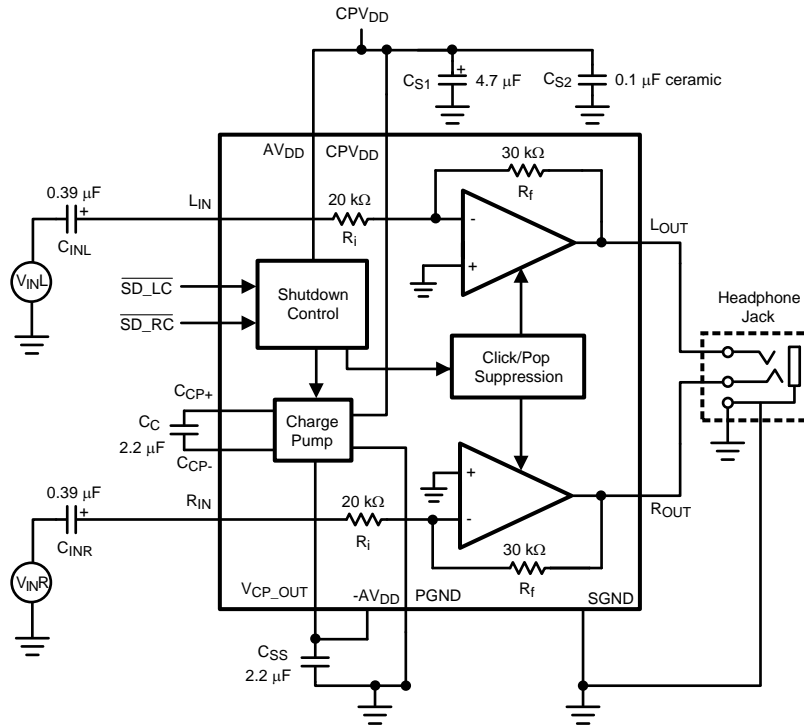 CPVDD
CS1
+
4.7 μF
CS2
0.1 μF ceramic
AVDD
CPVDD
30 kΩ
Rf
0.39 μF
+
CINL
LIN
20 kΩ
Ri
-
+
LOUT
VINL
SD_LC
SD_RC
Shutdown
Control
Click/Pop
Suppression
Headphone
Jack
CCP+
CC
2.2 μF
CCP-
Charge
Pump
0.39 μF
+
CINR
RIN
20 kΩ
Ri
+
-
ROUT
30 kΩ
Rf
VINR
VCP_OUT
-AVDD
PGND
SGND
CSS
2.2 μF